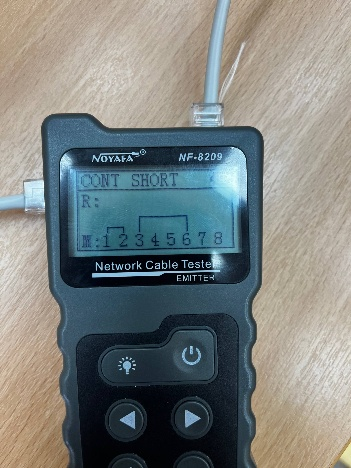 NOYAFA NF-8209
CONT SHORT
R:
M:12345678
Network Cable Tester
EMITTER